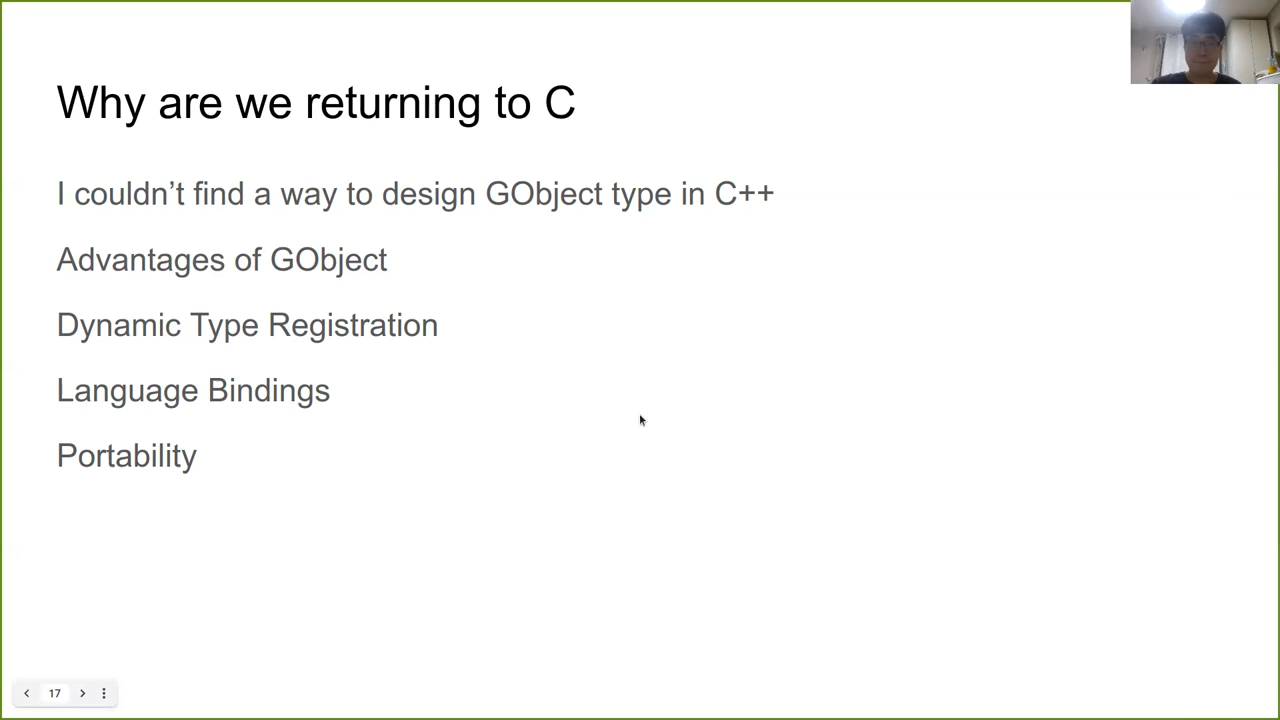 Why are we returning to C
I couldn’t find a way to design GObject type in C++
Advantages of GObject
Dynamic Type Registration
Language Bindings
Portability
17